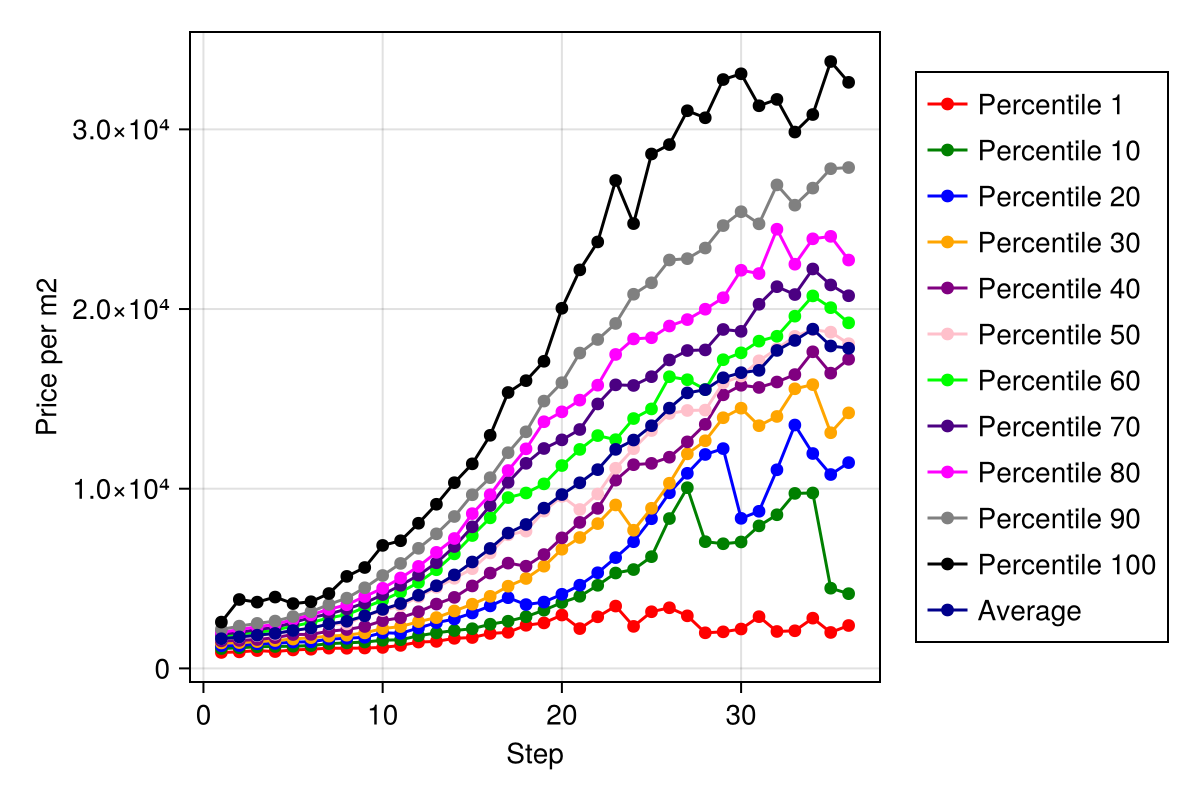 3.0×10⁴
2.0×10⁴
1.0×10⁴
0
Price per m2
0 10 20 30
Step
Percentile 1
Percentile 10
Percentile 20
Percentile 30
Percentile 40
Percentile 50
Percentile 60
Percentile 70
Percentile 80
Percentile 90
Percentile 100
Average